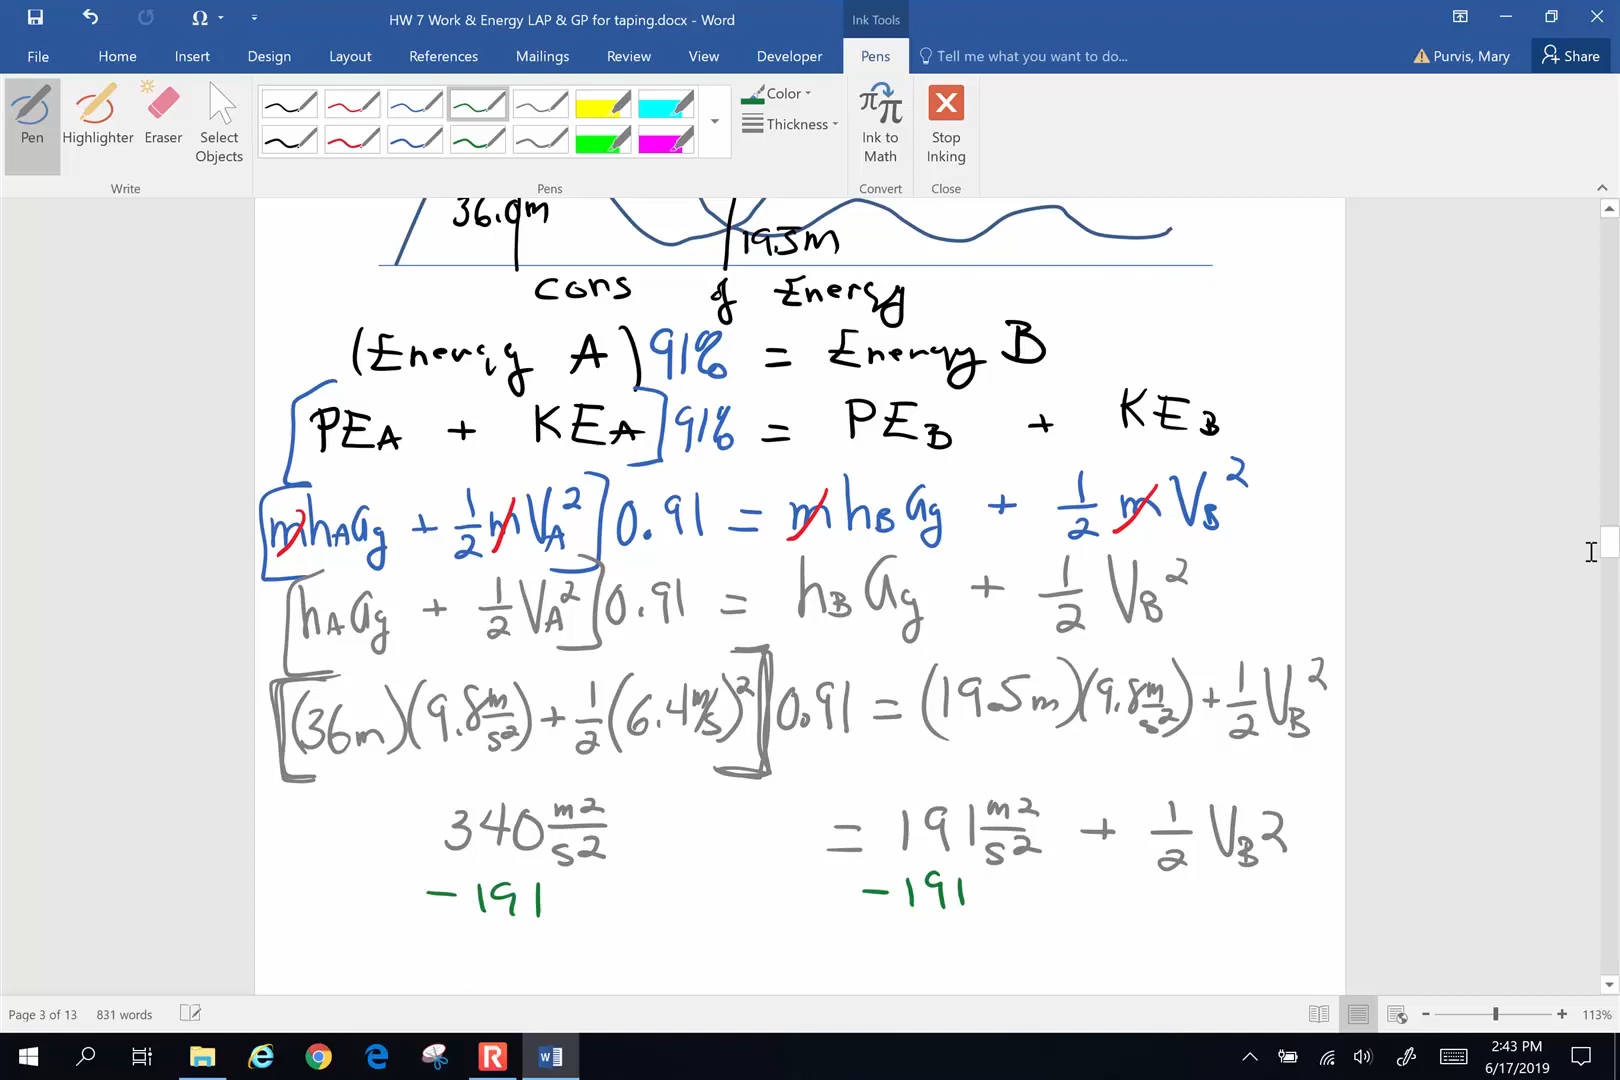 HW 7 Work & Energy LAP & GP for taping.docx - Word
Ink Tools
File Home Insert Design Layout References Mailings Review View Developer Pens Tell me what you want to do... Purvis, Mary Share
Pen Highlighter Eraser Select Objects
Color
Thickness
Ink to Math
Stop Inking
Write Pens Convert Close
36.0m
19.5m
cons of Energy
(Energy A) 91% = Energy B
[PEA + KEA] 91% = PEB + KEB
[mhAag + 1/2 mVA²] 0.91 = mhBag + 1/2 mVB²
[hAag + 1/2 VA²] 0.91 = hBag + 1/2 VB²
[(36m)(9.8 m/s²) + 1/2 (6.4 m/s)²] 0.91 = (19.5m)(9.8 m/s²) + 1/2 VB²
340 m²/s² = 191 m²/s² + 1/2 VB²
-191 -191
Page 3 of 13 831 words 113%
2:43 PM
6/17/2019